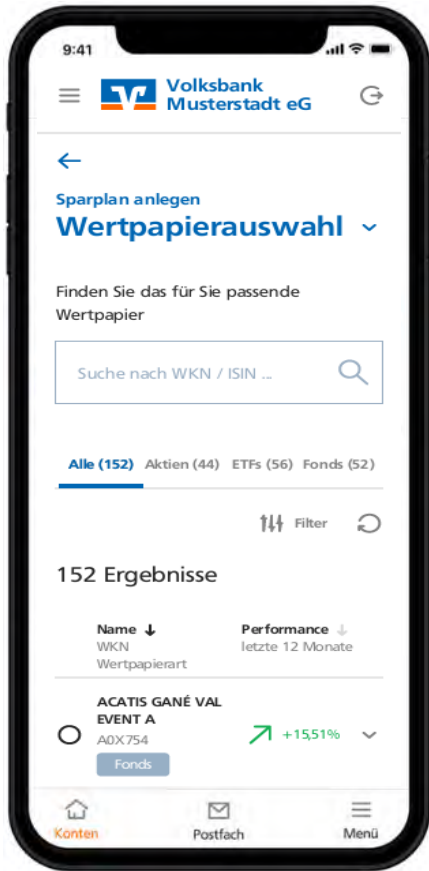 9:41
Volksbank
Musterstadt eG
Sparplan anlegen
Wertpapierauswahl
Finden Sie das für Sie passende
Wertpapier
Suche nach WKN / ISIN ...
Alle (152) Aktien (44) ETFs (56) Fonds (52)
Filter
152 Ergebnisse
Name ↓ Performance ↓
WKN letzte 12 Monate
Wertpapierart
ACATIS GANÉ VAL
EVENT A
A0X754 +15,51%
Fonds
Konten Postfach Menü